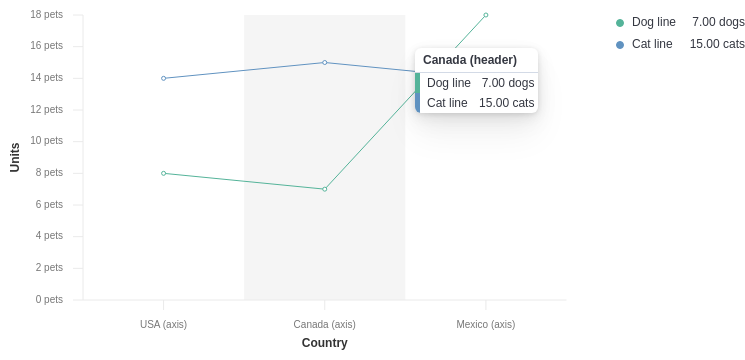 18 pets
16 pets
14 pets
12 pets
10 pets
8 pets
6 pets
4 pets
2 pets
0 pets
Units
USA (axis)
Canada (axis)
Mexico (axis)
Country
Canada (header)
Dog line 7.00 dogs
Cat line 15.00 cats
Dog line 7.00 dogs
Cat line 15.00 cats